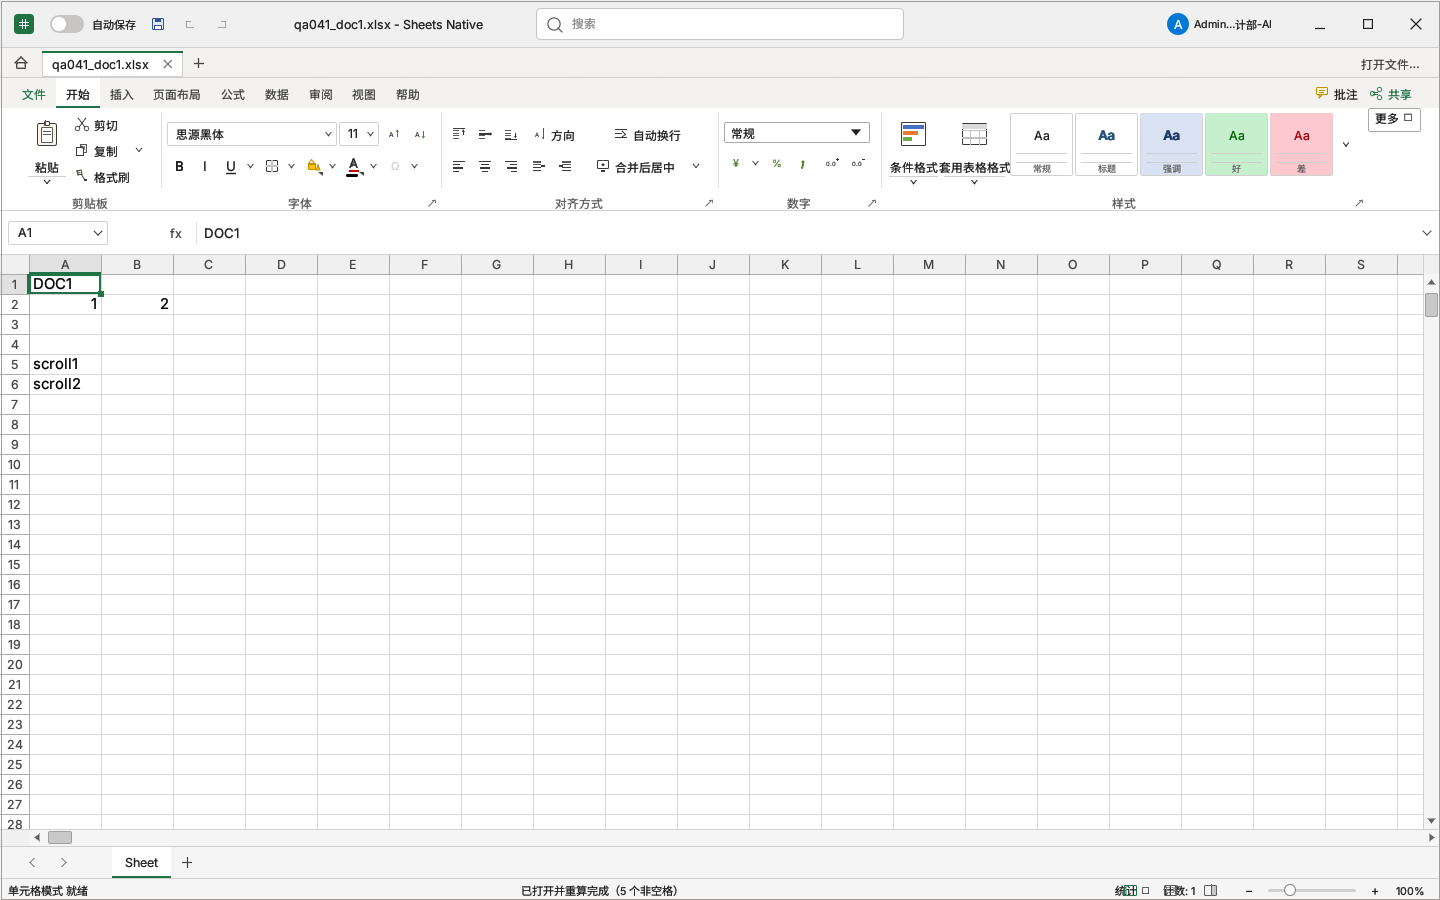 自动保存
qa041_doc1.xlsx - Sheets Native
搜索
A
Admin...计部-AI
qa041_doc1.xlsx
打开文件...
文件 开始 插入 页面布局 公式 数据 审阅 视图 帮助
批注 共享
粘贴
剪切
复制
格式刷
剪贴板
思源黑体 11 A A
B I U A Ω
字体
方向 自动换行
合并后居中
对齐方式
常规
¥ % , 0.0 0.0
数字
条件格式 套用表格格式
Aa Aa Aa Aa Aa
常规 标题 强调 好 差
样式
更多
A1 fx DOC1
A B C D E F G H I J K L M N O P Q R S
1 DOC1
2 1 2
3
4
5 scroll1
6 scroll2
7
8
9
10
11
12
13
14
15
16
17
18
19
20
21
22
23
24
25
26
27
28
Sheet
单元格模式 就绪
已打开并重算完成（5 个非空格）
计数: 1
100%